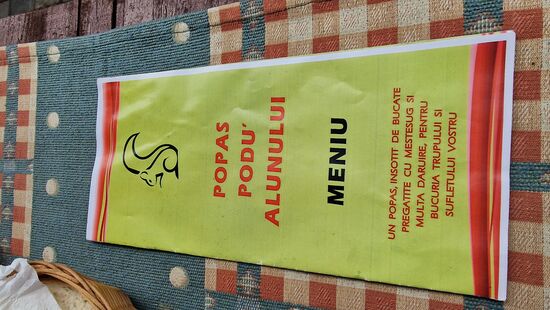 POPAS
PODU'
ALUNULUI
MENIU
UN POPAS, INSOTIT DE BUCATE
PREGATITE CU MESTESUG SI
MULTA DARUIRE, PENTRU
BUCURIA TRUPULUI SI
SUFLETULUI VOSTRU